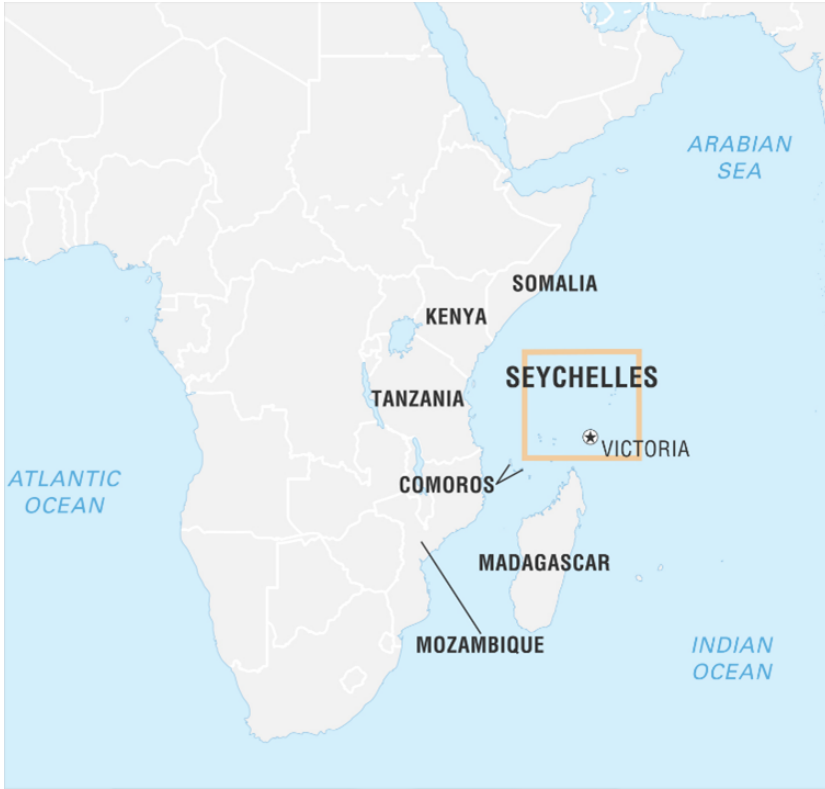 ARABIAN
SEA
SOMALIA
KENYA
SEYCHELLES
TANZANIA
VICTORIA
ATLANTIC
OCEAN
COMOROS
MADAGASCAR
MOZAMBIQUE
INDIAN
OCEAN